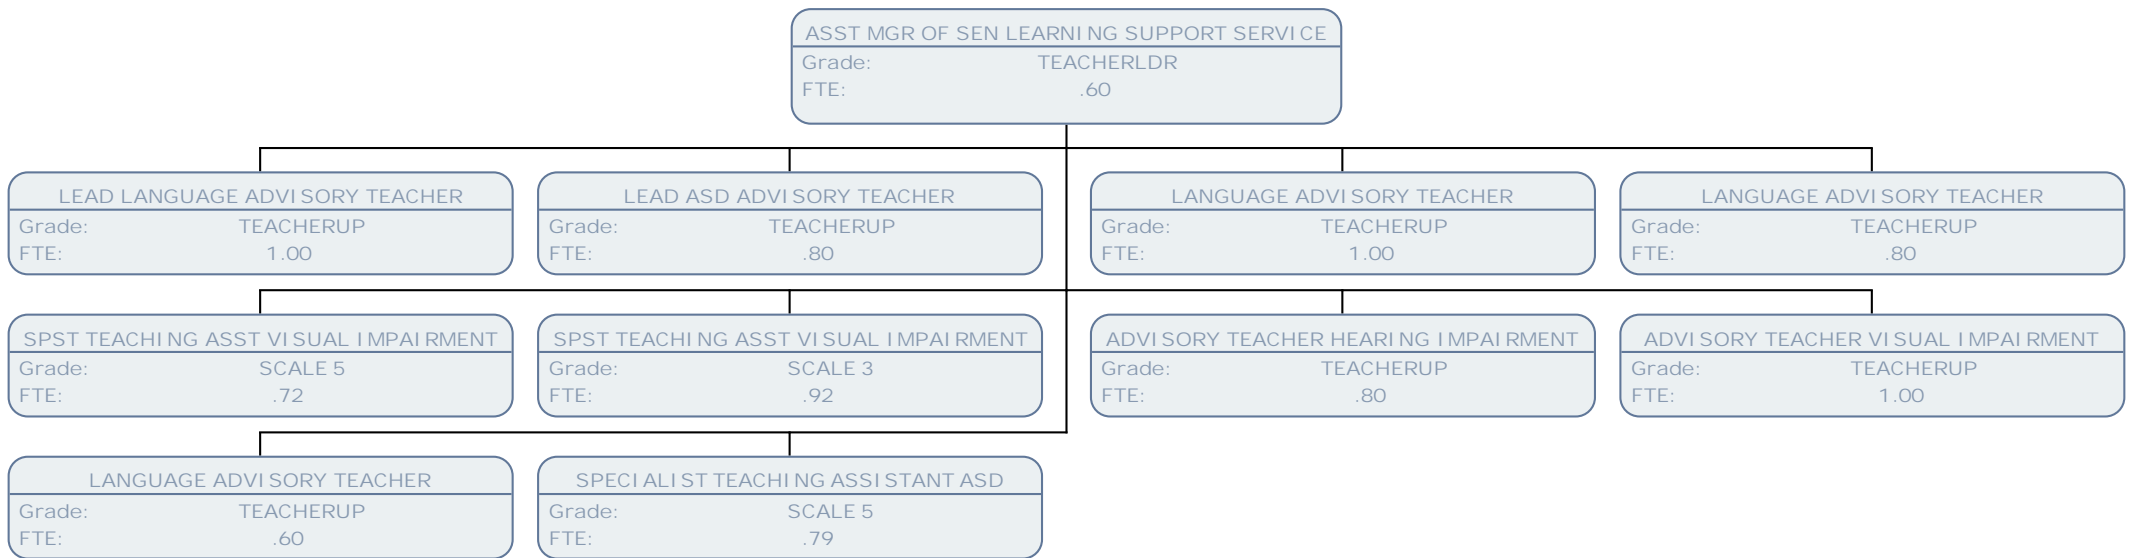 ASST MGR OF SEN LEARNING SUPPORT SERVICE
Grade: TEACHERLDR
FTE: .60
LEAD LANGUAGE ADVISORY TEACHER
Grade: TEACHERUP
FTE: 1.00
LEAD ASD ADVISORY TEACHER
Grade: TEACHERUP
FTE: .80
LANGUAGE ADVISORY TEACHER
Grade: TEACHERUP
FTE: 1.00
LANGUAGE ADVISORY TEACHER
Grade: TEACHERUP
FTE: .80
SPST TEACHING ASST VISUAL IMPAIRMENT
Grade: SCALE 5
FTE: .72
SPST TEACHING ASST VISUAL IMPAIRMENT
Grade: SCALE 3
FTE: .92
ADVISORY TEACHER HEARING IMPAIRMENT
Grade: TEACHERUP
FTE: .80
ADVISORY TEACHER VISUAL IMPAIRMENT
Grade: TEACHERUP
FTE: 1.00
LANGUAGE ADVISORY TEACHER
Grade: TEACHERUP
FTE: .60
SPECIALIST TEACHING ASSISTANT ASD
Grade: SCALE 5
FTE: .79